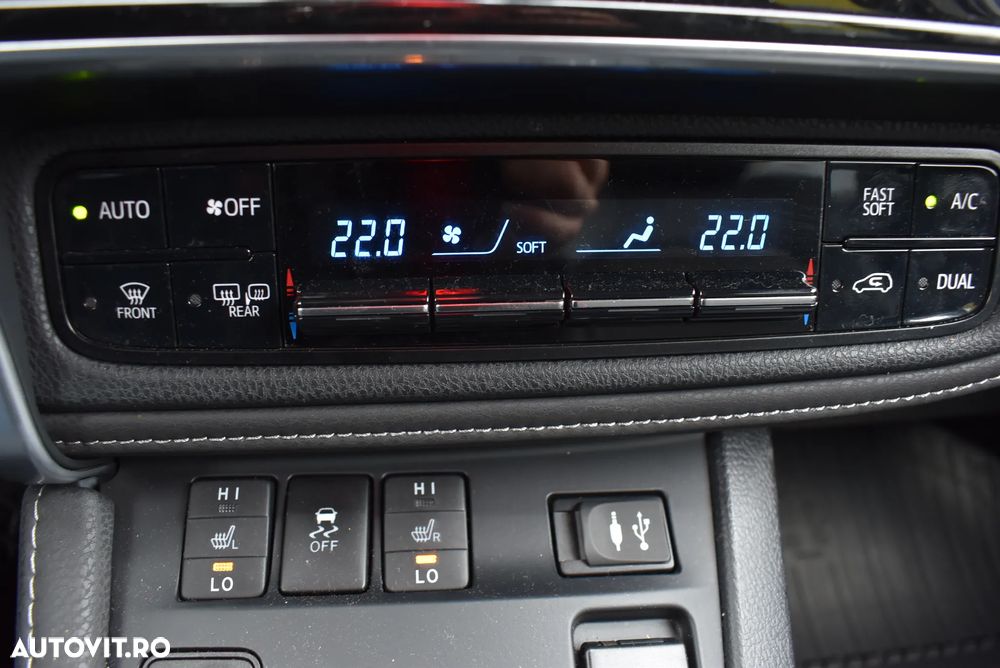 AUTO
OFF
22.0
SOFT
22.0
FAST
SOFT
A/C
FRONT
REAR
DUAL
HI
L
LO
OFF
HI
R
LO
AUTOVIT.RO